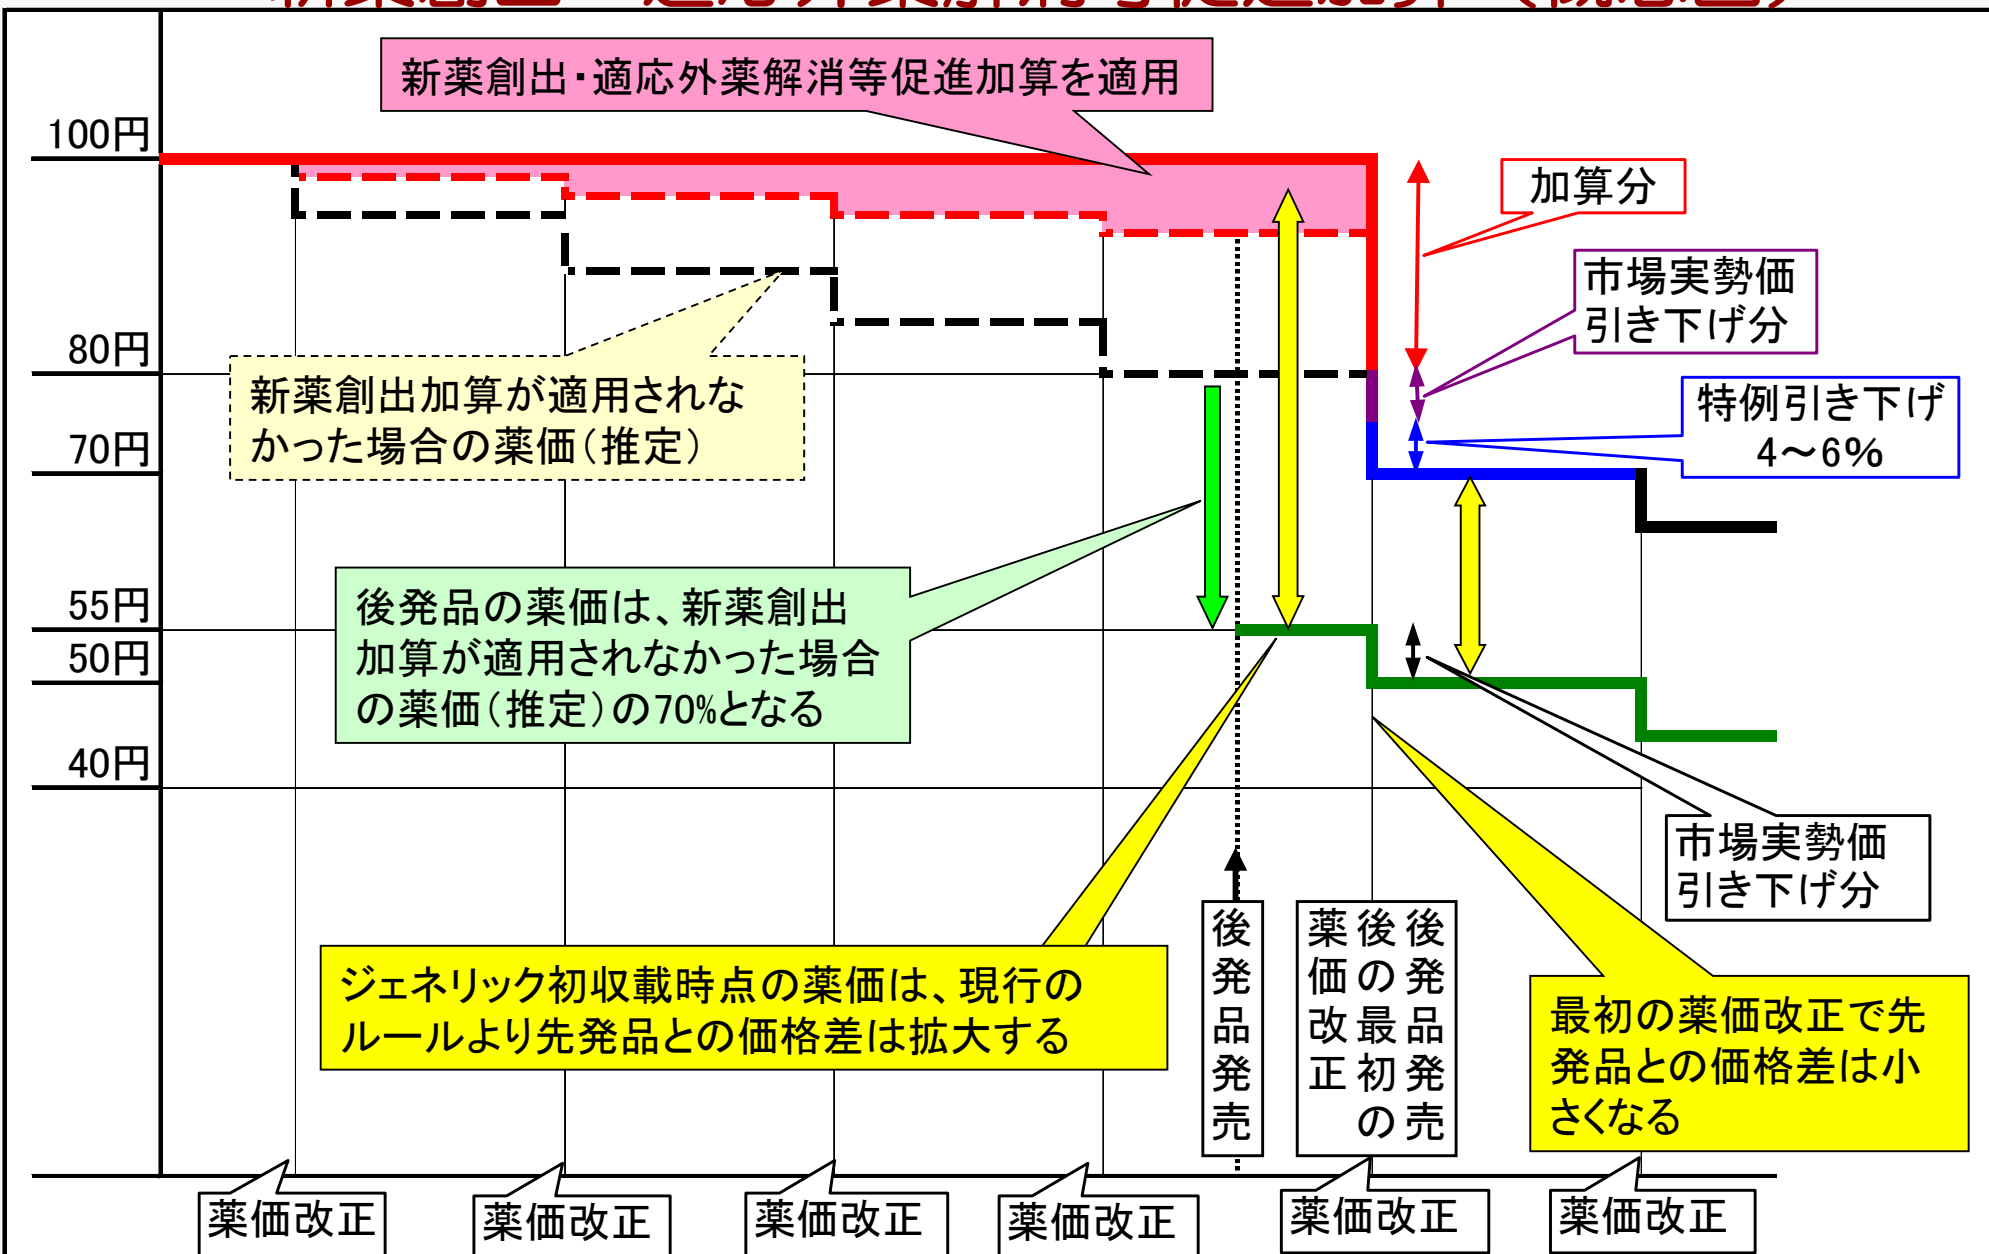 新薬創出・適応外薬解消等促進加算を適用
100円
80円
70円
55円
50円
40円
加算分
市場実勢価
引き下げ分
特例引き下げ
4～6%
新薬創出加算が適用されな
かった場合の薬価(推定)
後発品の薬価は、新薬創出
加算が適用されなかった場合
の薬価(推定)の70%となる
市場実勢価
引き下げ分
ジェネリック初収載時点の薬価は、現行の
ルールより先発品との価格差は拡大する
後発品発売
後発品発売
後の最初の
薬価改正
最初の薬価改正で先
発品との価格差は小
さくなる
薬価改正
薬価改正
薬価改正
薬価改正
薬価改正
薬価改正